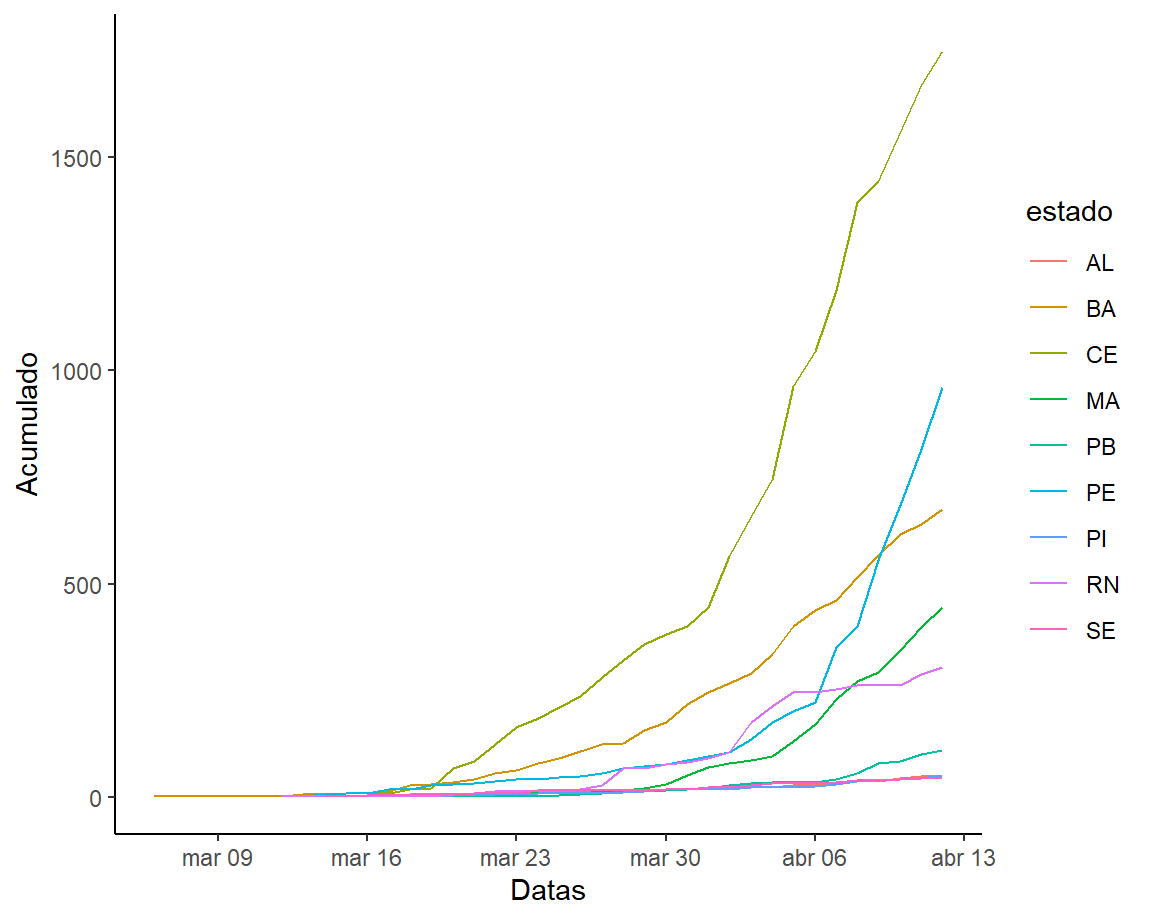 Acumulado
1500
1000
500
0
mar 09
mar 16
mar 23
mar 30
abr 06
abr 13
Datas
estado
AL
BA
CE
MA
PB
PE
PI
RN
SE